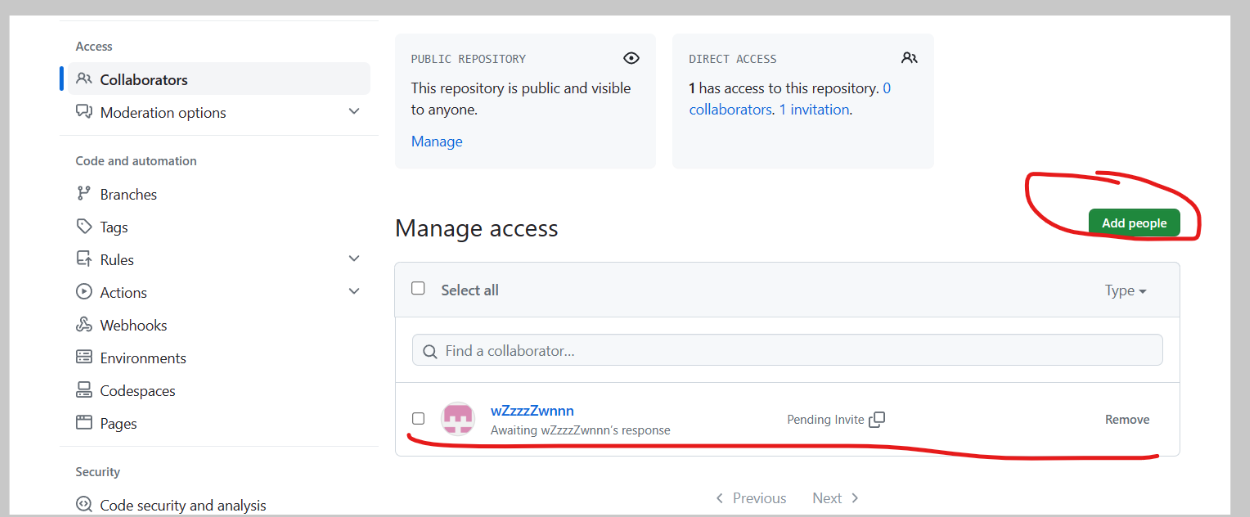 Access
Collaborators
Moderation options
Code and automation
Branches
Tags
Rules
Actions
Webhooks
Environments
Codespaces
Pages
Security
Code security and analysis
PUBLIC REPOSITORY
This repository is public and visible
to anyone.
Manage
DIRECT ACCESS
1 has access to this repository. 0
collaborators. 1 invitation.
Manage access
Add people
Select all
Type
Find a collaborator...
wZzzzZwnnn
Awaiting wZzzzZwnnn's response
Pending Invite
Remove
Previous
Next